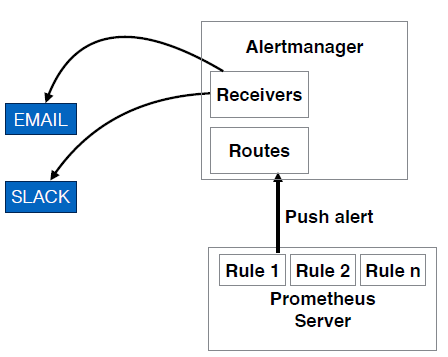 Alertmanager
Receivers
EMAIL
Routes
SLACK
Push alert
Rule 1 Rule 2 Rule n
Prometheus
Server